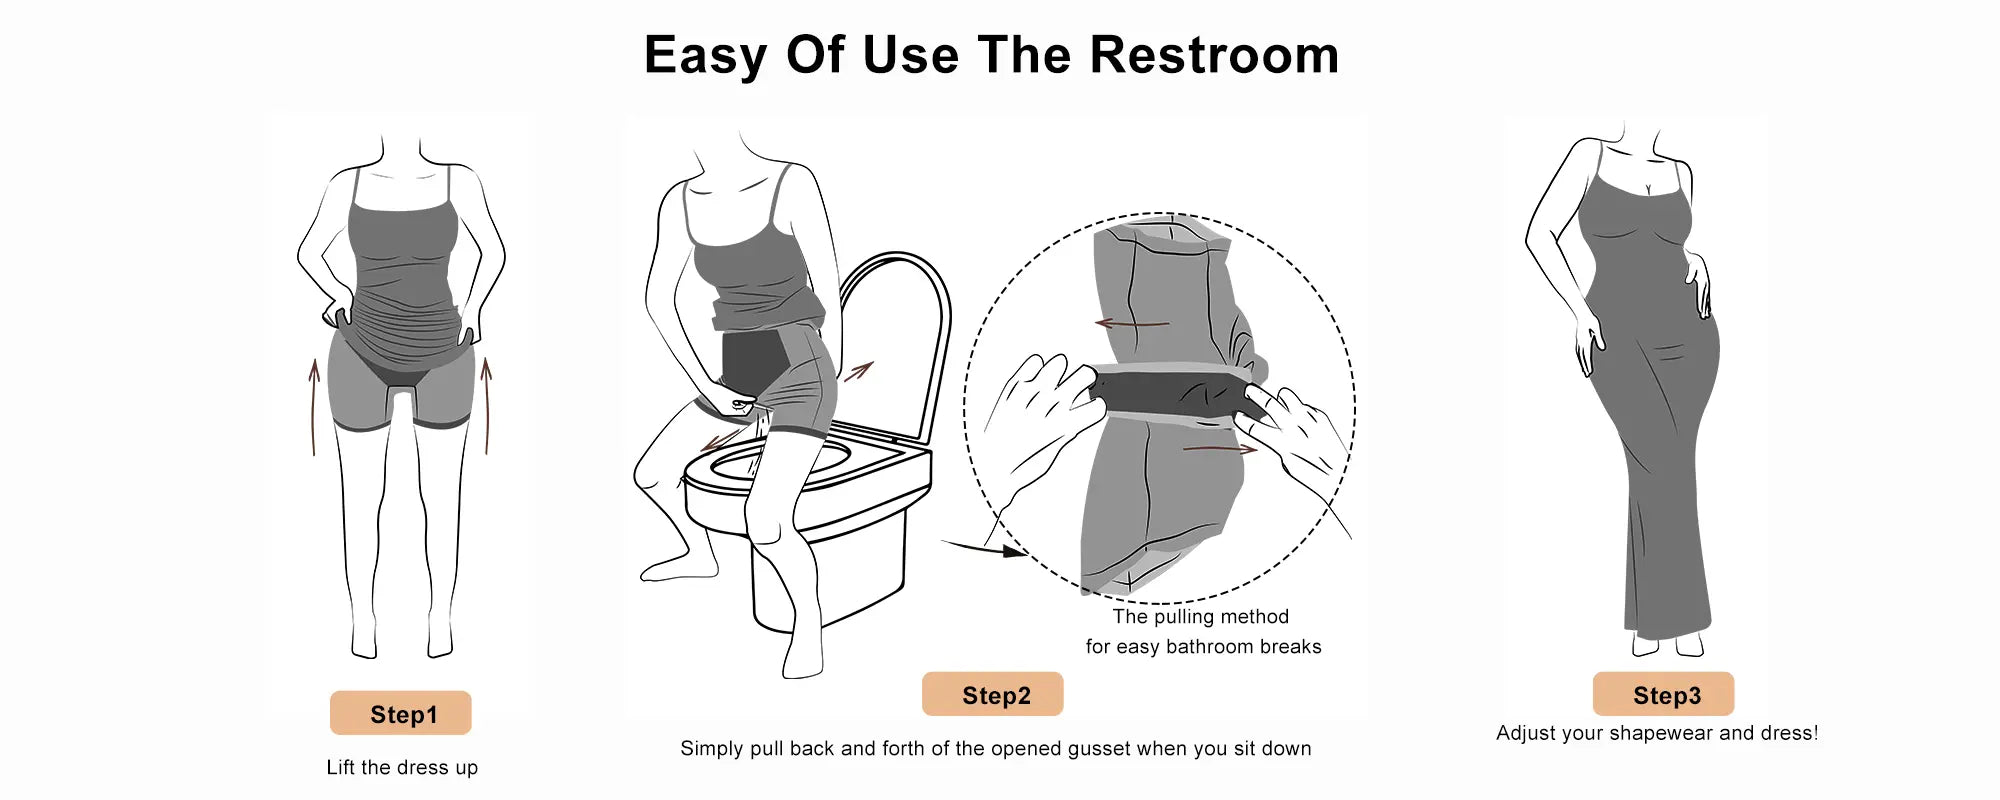 Easy Of Use The Restroom
Step1
Lift the dress up
The pulling method
for easy bathroom breaks
Step2
Simply pull back and forth of the opened gusset when you sit down
Step3
Adjust your shapewear and dress!